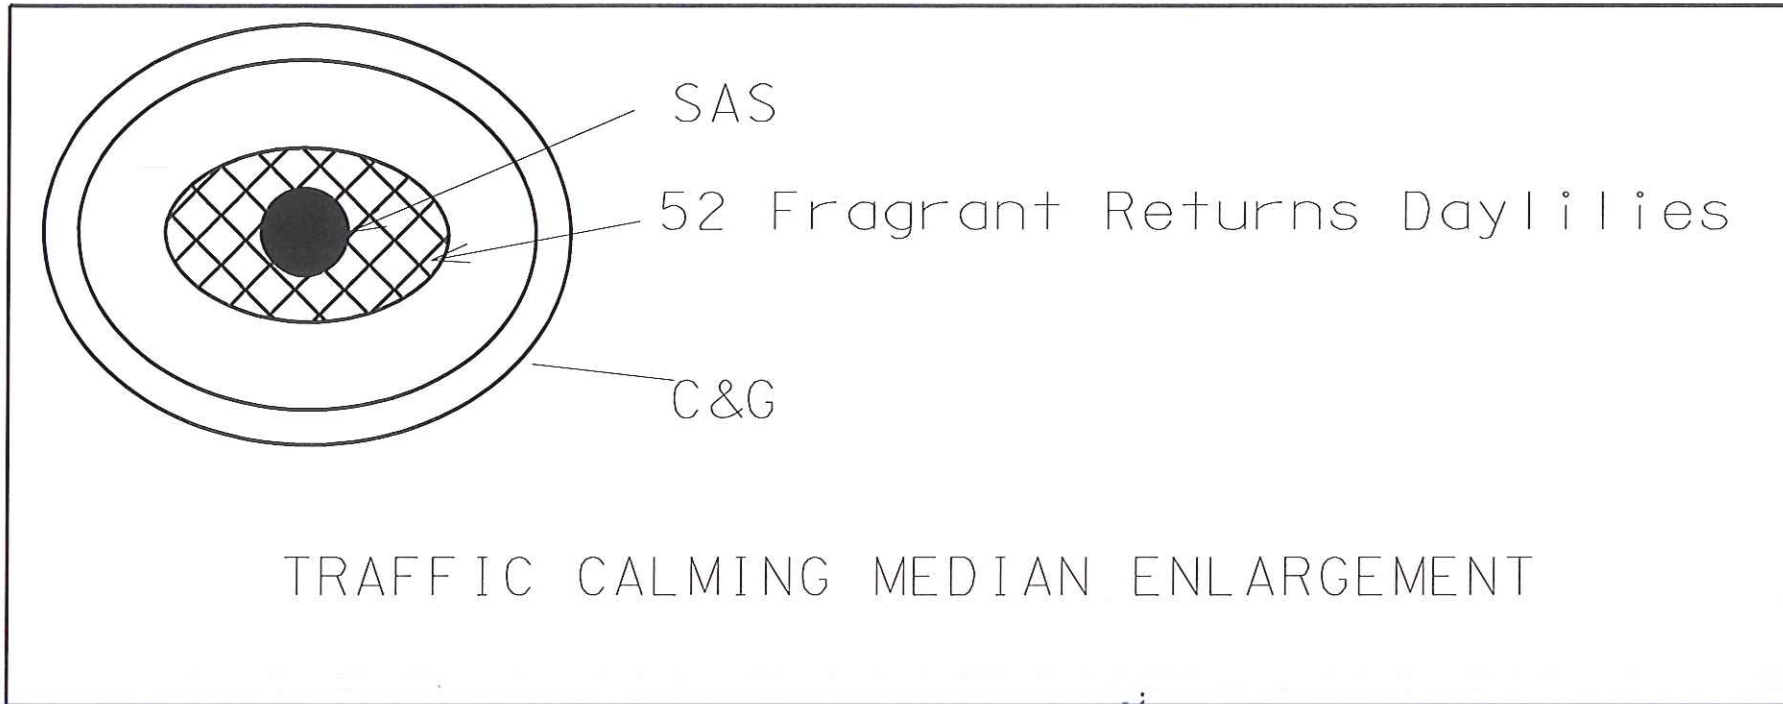 SAS
52 Fragrant Returns Daylilies
C&G
TRAFFIC CALMING MEDIAN ENLARGEMENT